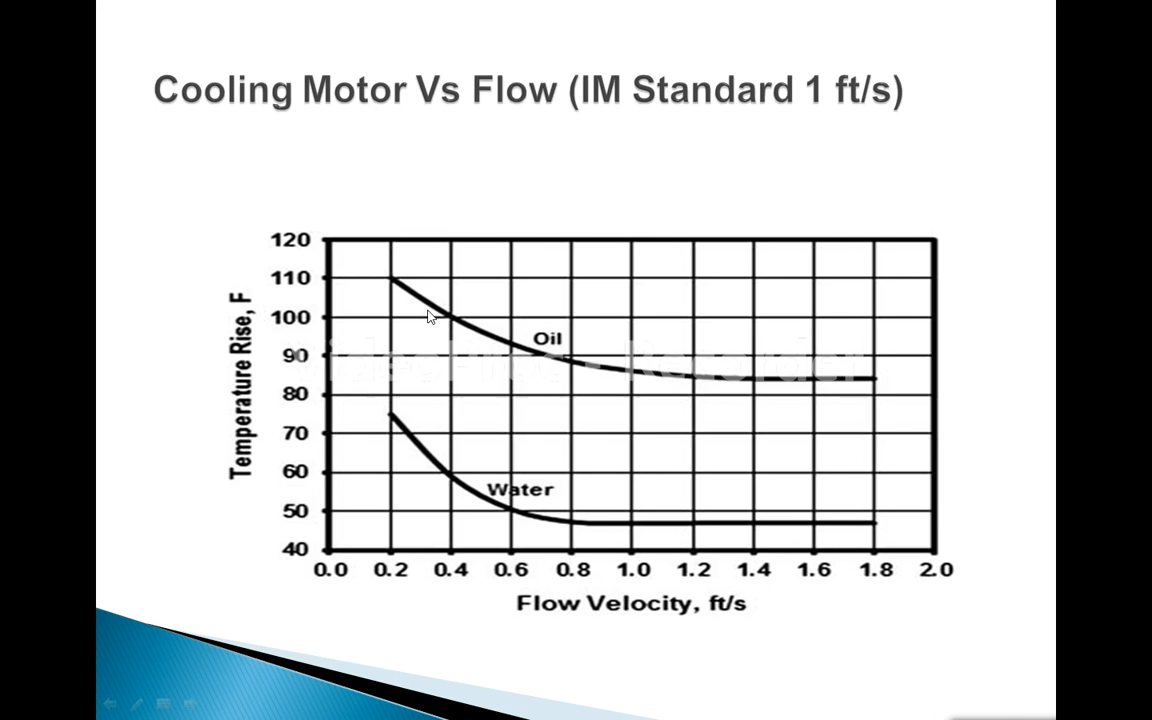 Cooling Motor Vs Flow (IM Standard 1 ft/s)
120
110
100
90
80
70
60
50
40
Temperature Rise, F
Oil
Water
0.0 0.2 0.4 0.6 0.8 1.0 1.2 1.4 1.6 1.8 2.0
Flow Velocity, ft/s